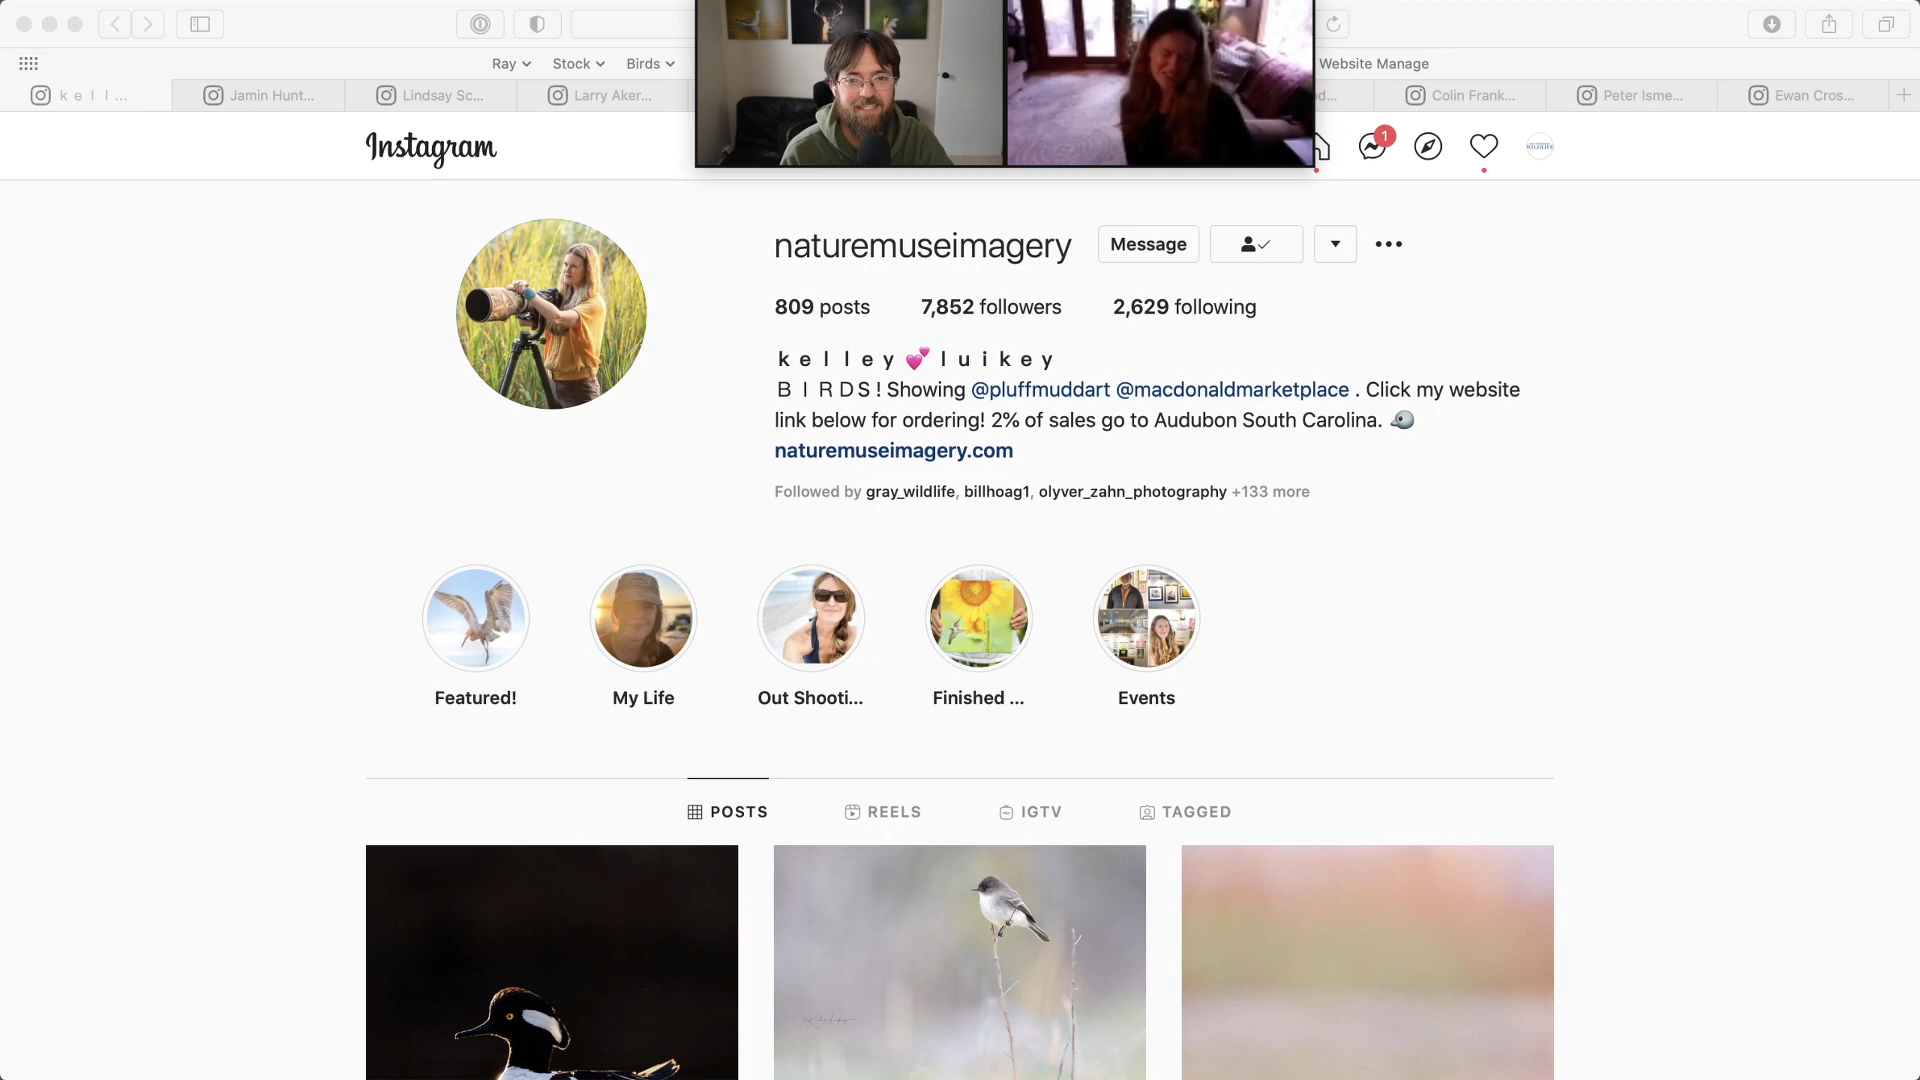 Ray Stock Birds Website Manage
k e l l ... Jamin Hunt... Lindsay Sc... Larry Aker... Colin Frank... Peter Isme... Ewan Cros...
Instagram 1
naturemuseimagery Message
809 posts 7,852 followers 2,629 following
k e l l e y 💕 l u i k e y
B I R D S ! Showing @pluffmuddart @macdonaldmarketplace . Click my website
link below for ordering! 2% of sales go to Audubon South Carolina. 🐦
naturemuseimagery.com
Followed by gray_wildlife, billhoag1, olyver_zahn_photography +133 more
Featured! My Life Out Shooti... Finished ... Events
POSTS REELS IGTV TAGGED